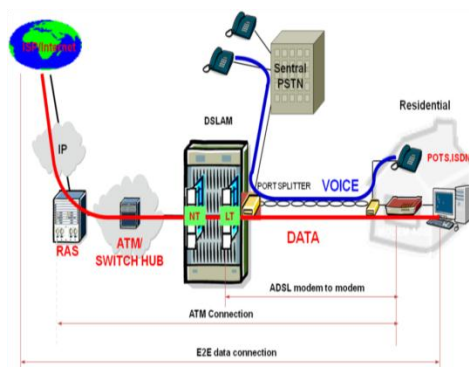 ISP/Internet
Sentral
PSTN
Residential
DSLAM
POTS,ISDN
IP
PORT SPLITTER
VOICE
NT
LT
RAS
ATM/
SWITCH HUB
DATA
ADSL modem to modem
ATM Connection
E2E data connection